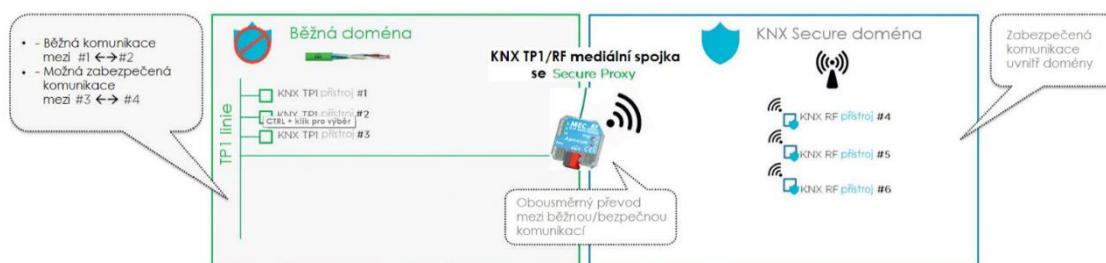 - Běžná komunikace
mezi #1 ←→#2
- Možná zabezpečená
komunikace
mezi #3 ←→ #4
Běžná doména
TP1 linie
KNX TP1 přístroj #1
KNX TP1 přístroj #2
CTRL + klik pro výběr
KNX TP1 přístroj #3
KNX TP1/RF mediální spojka
se Secure Proxy
Obousměrný převod
mezi běžnou/bezpečnou
komunikací
KNX Secure doména
KNX RF přístroj #4
KNX RF přístroj #5
KNX RF přístroj #6
Zabezpečená
komunikace
uvnitř domény